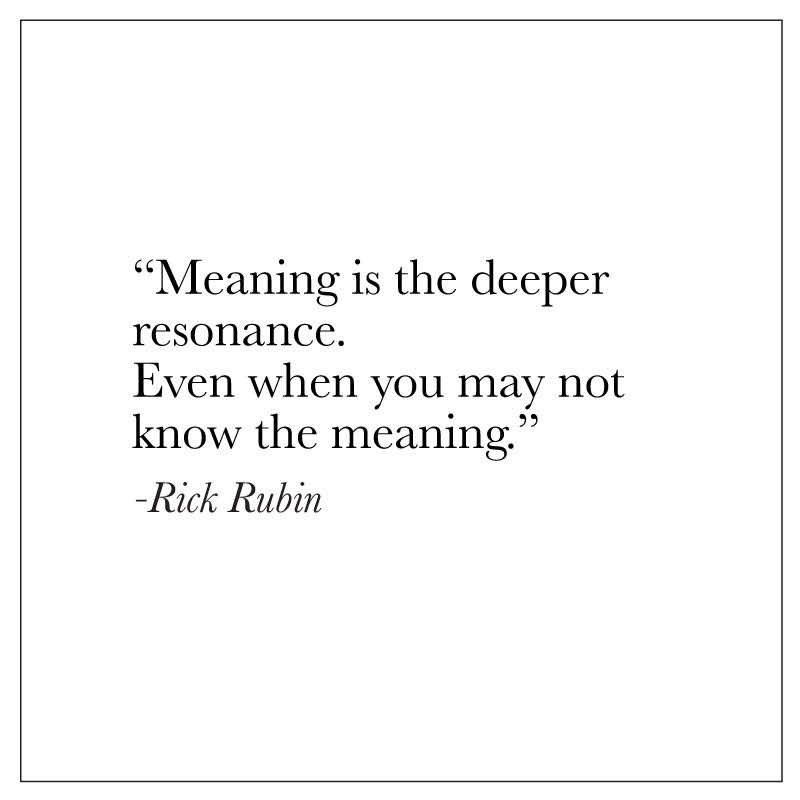 “Meaning is the deeper
resonance.
Even when you may not
know the meaning.”
-Rick Rubin